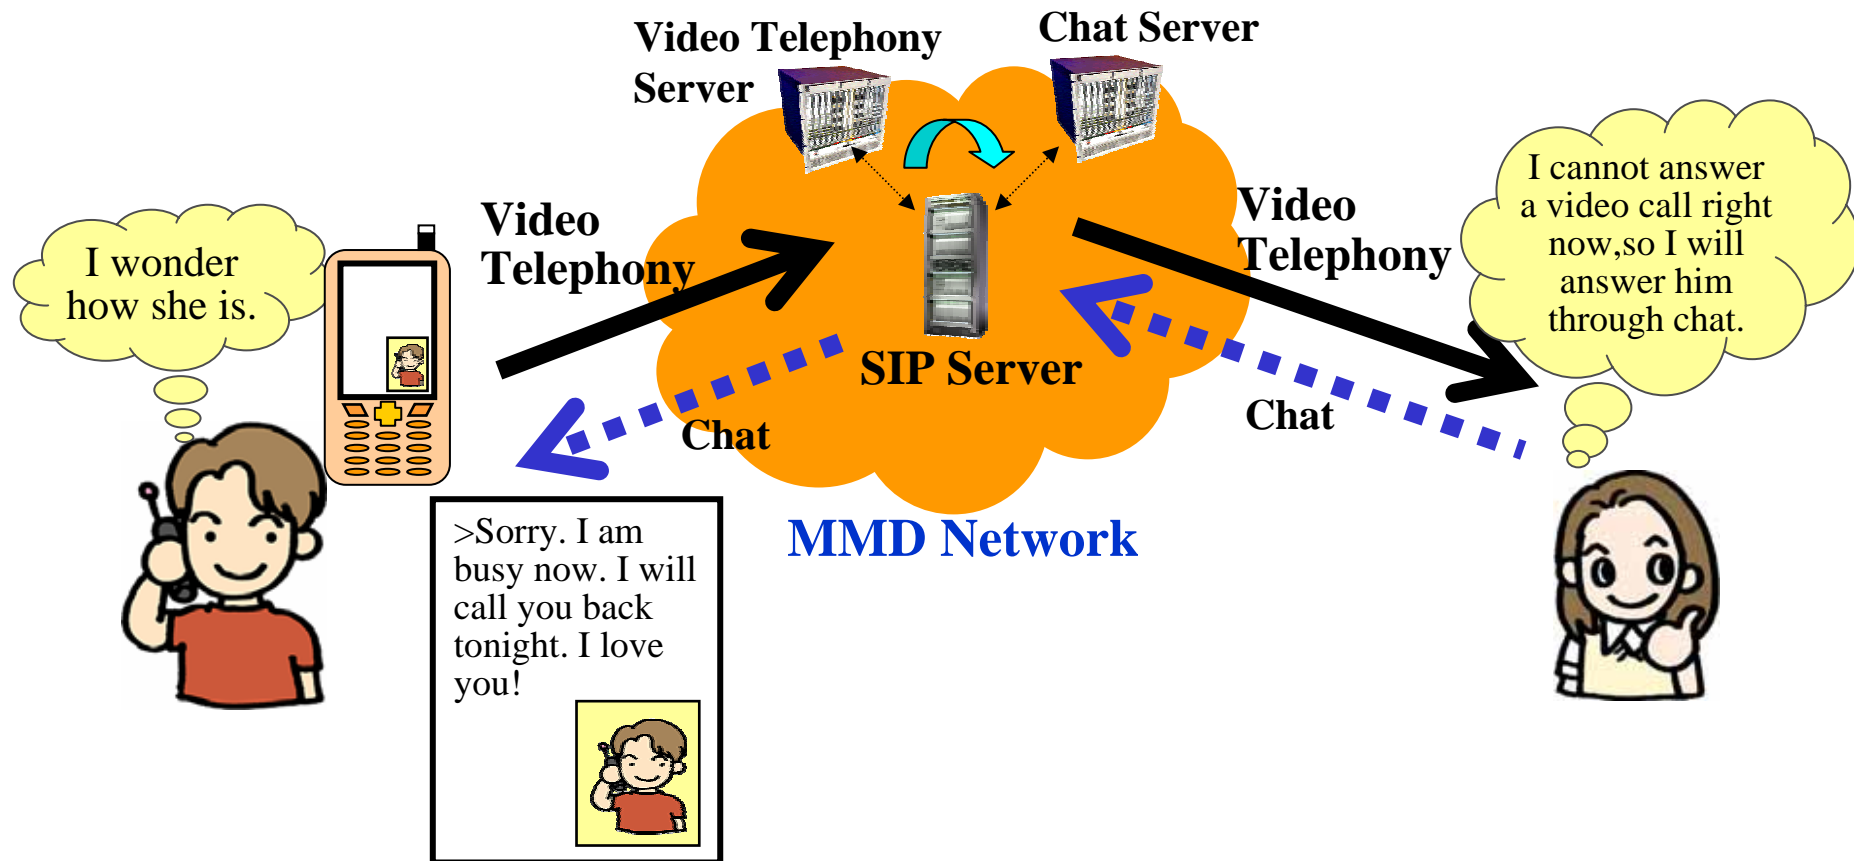 Video Telephony
Server
Chat Server
I wonder
how she is.
Video
Telephony
Video
Telephony
I cannot answer
a video call right
now,so I will
answer him
through chat.
SIP Server
Chat
Chat
MMD Network
>Sorry. I am
busy now. I will
call you back
tonight. I love
you!